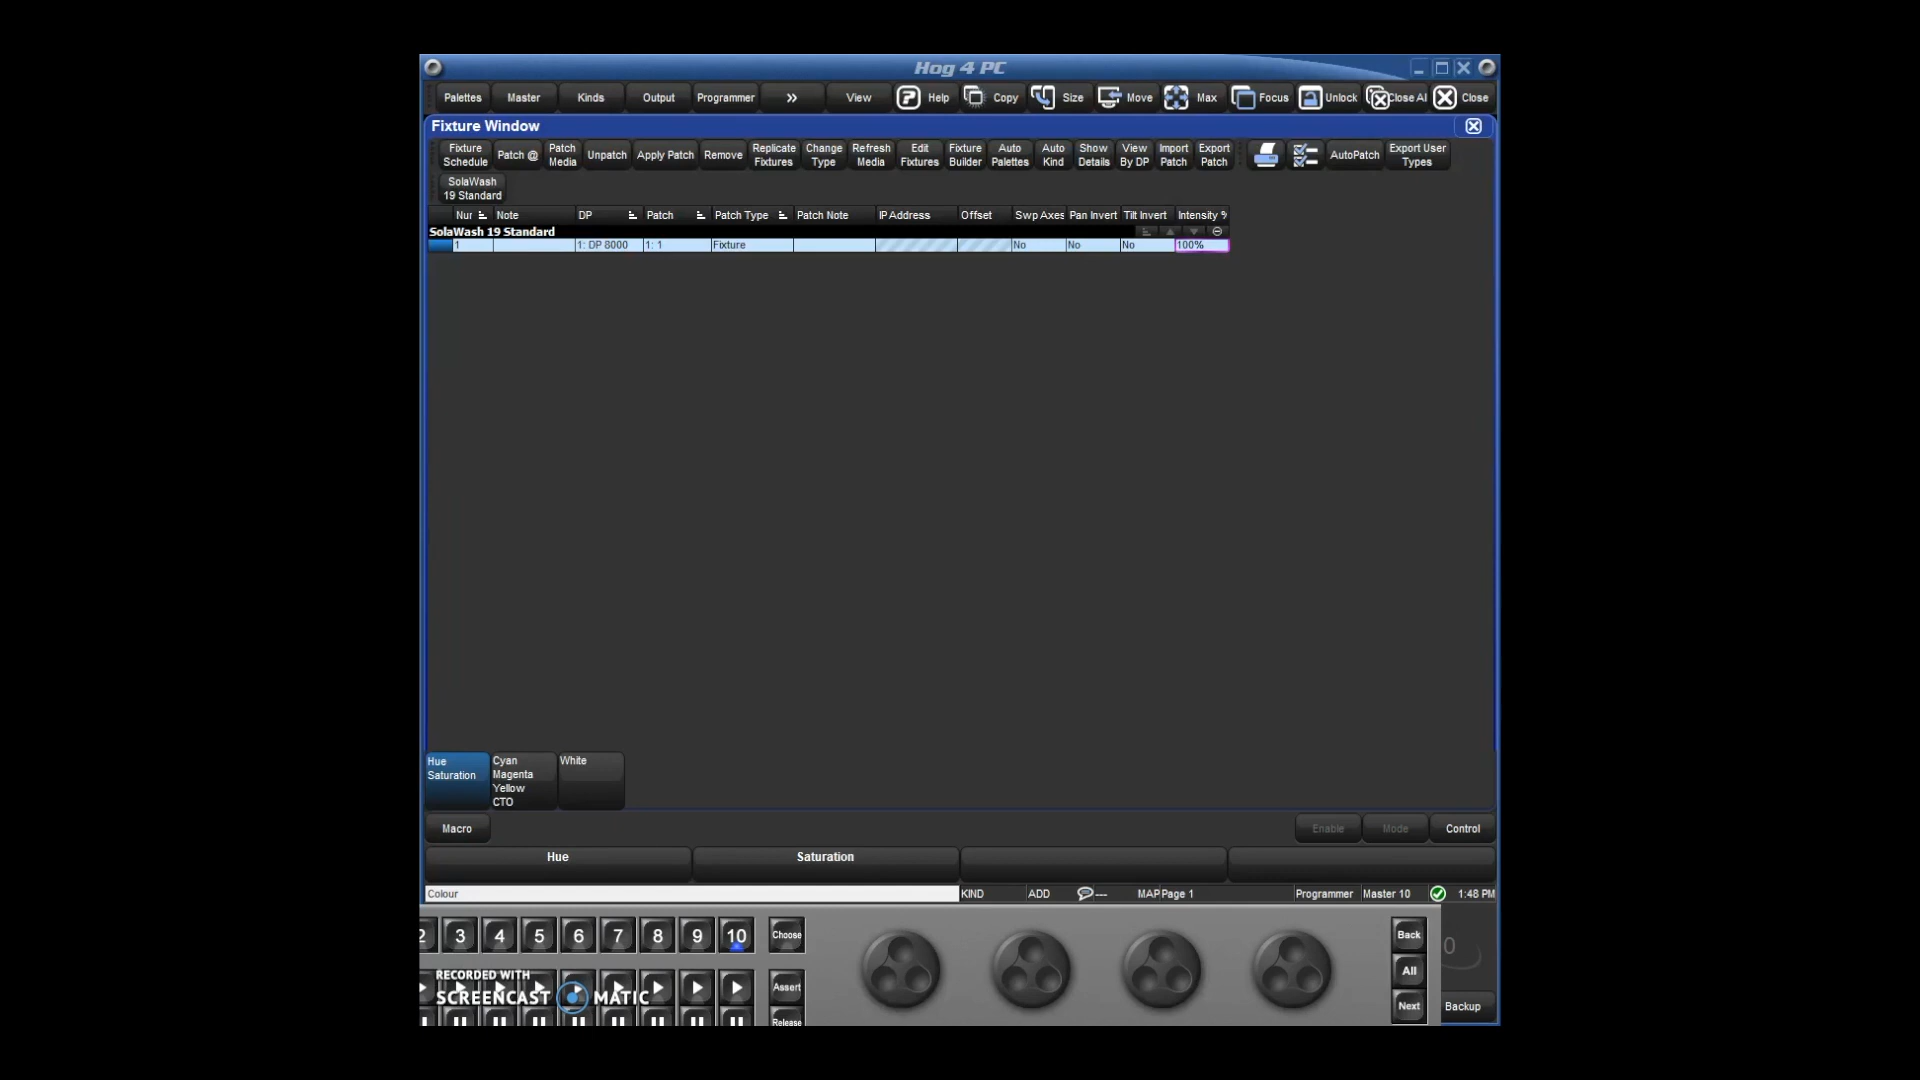 Hog 4 PC
Palettes Master Kinds Output Programmer » View Help Copy Size Move Max Focus Unlock Close Al Close
Fixture Window
Fixture Schedule Patch @ Patch Media Unpatch Apply Patch Remove Replicate Fixtures Change Type Refresh Media Edit Fixtures Fixture Builder Auto Palettes Auto Kind Show Details View By DP Import Patch Export Patch AutoPatch Export User Types
SolaWash
19 Standard
Nur Note DP Patch Patch Type Patch Note IP Address Offset Swp Axes Pan Invert Tilt Invert Intensity %
SolaWash 19 Standard
1 1: DP 8000 1: 1 Fixture No No No 100%
Hue
Saturation
Cyan
Magenta
Yellow
CTO
White
Macro Enable Mode Control
Hue Saturation
Colour KIND ADD --- MAP Page 1 Programmer Master 10 1:48 PM
2 3 4 5 6 7 8 9 10 Choose Back 0
All
RECORDED WITH
SCREENCAST MATIC
Assert
Release
Next Backup